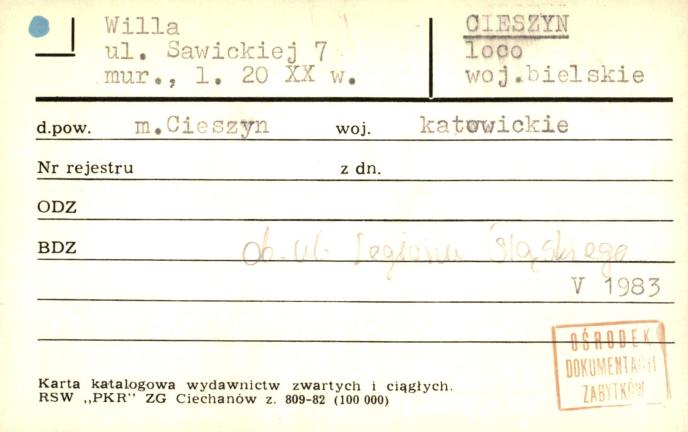 Willa
ul. Sawickiej 7
mur., l. 20 XX w.
CIESZYN
loco
woj.bielskie
d.pow. m.Cieszyn woj. katowickie
Nr rejestru z dn.
ODZ
BDZ ob. ul. Legionu Śląskiego
V 1983
OŚRODEK
DOKUMENTACJI
ZABYTKÓW
Karta katalogowa wydawnictw zwartych i ciągłych.
RSW „PKR” ZG Ciechanów z. 809-82 (100 000)